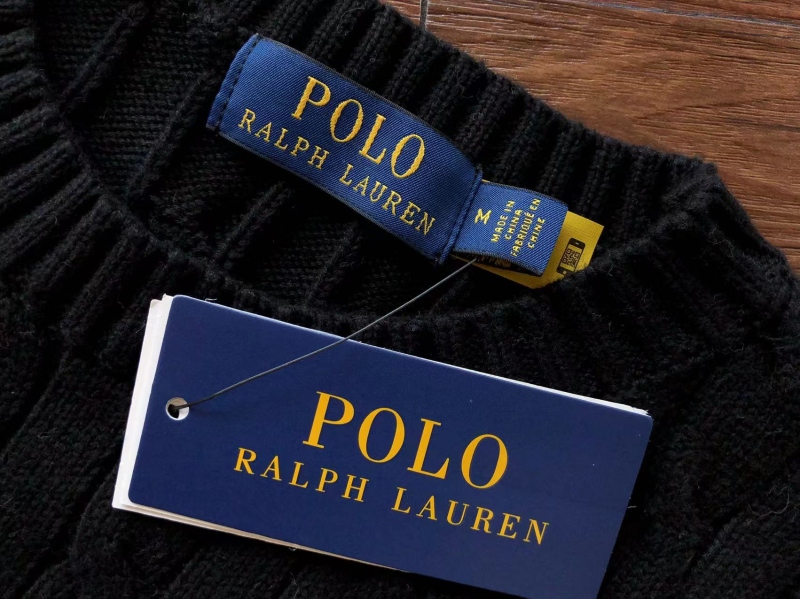 POLO
RALPH LAUREN
M
MADE IN
CHINA
FABRIQUÉ EN
CHINE
POLO
RALPH LAUREN